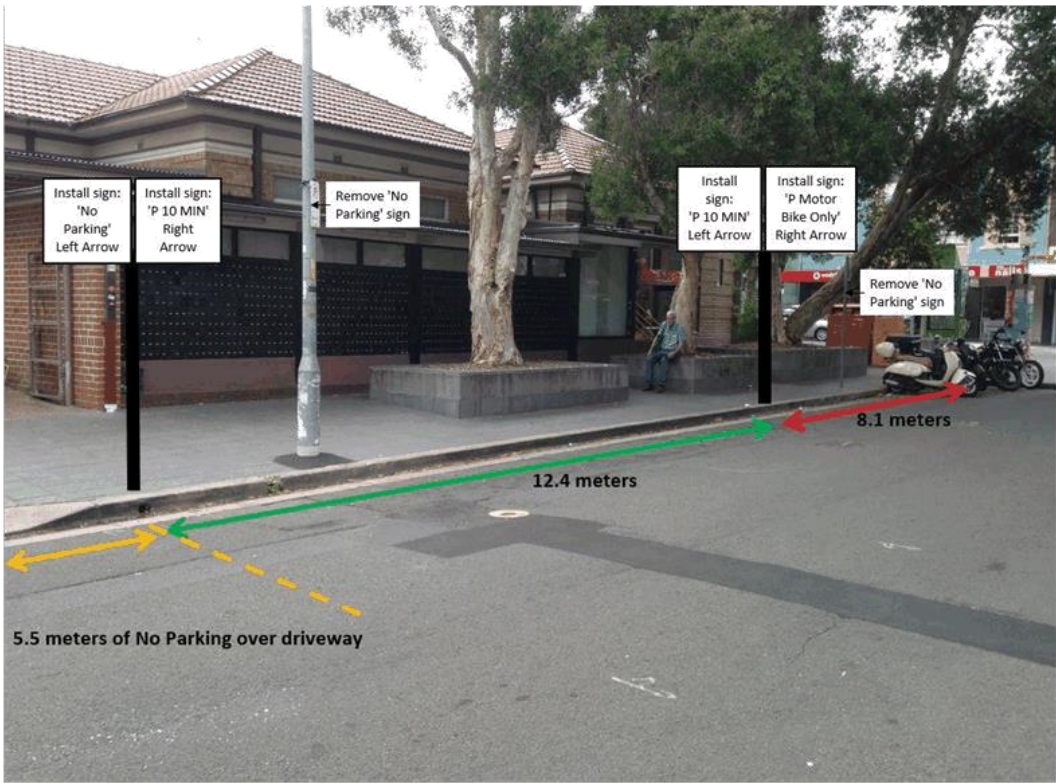 Install sign:
'No
Parking'
Left Arrow
Install sign:
'P 10 MIN'
Right
Arrow
Remove 'No
Parking' sign
Install
sign:
'P 10 MIN'
Left Arrow
Install sign:
'P Motor
Bike Only'
Right Arrow
Remove 'No
Parking' sign
8.1 meters
12.4 meters
5.5 meters of No Parking over driveway